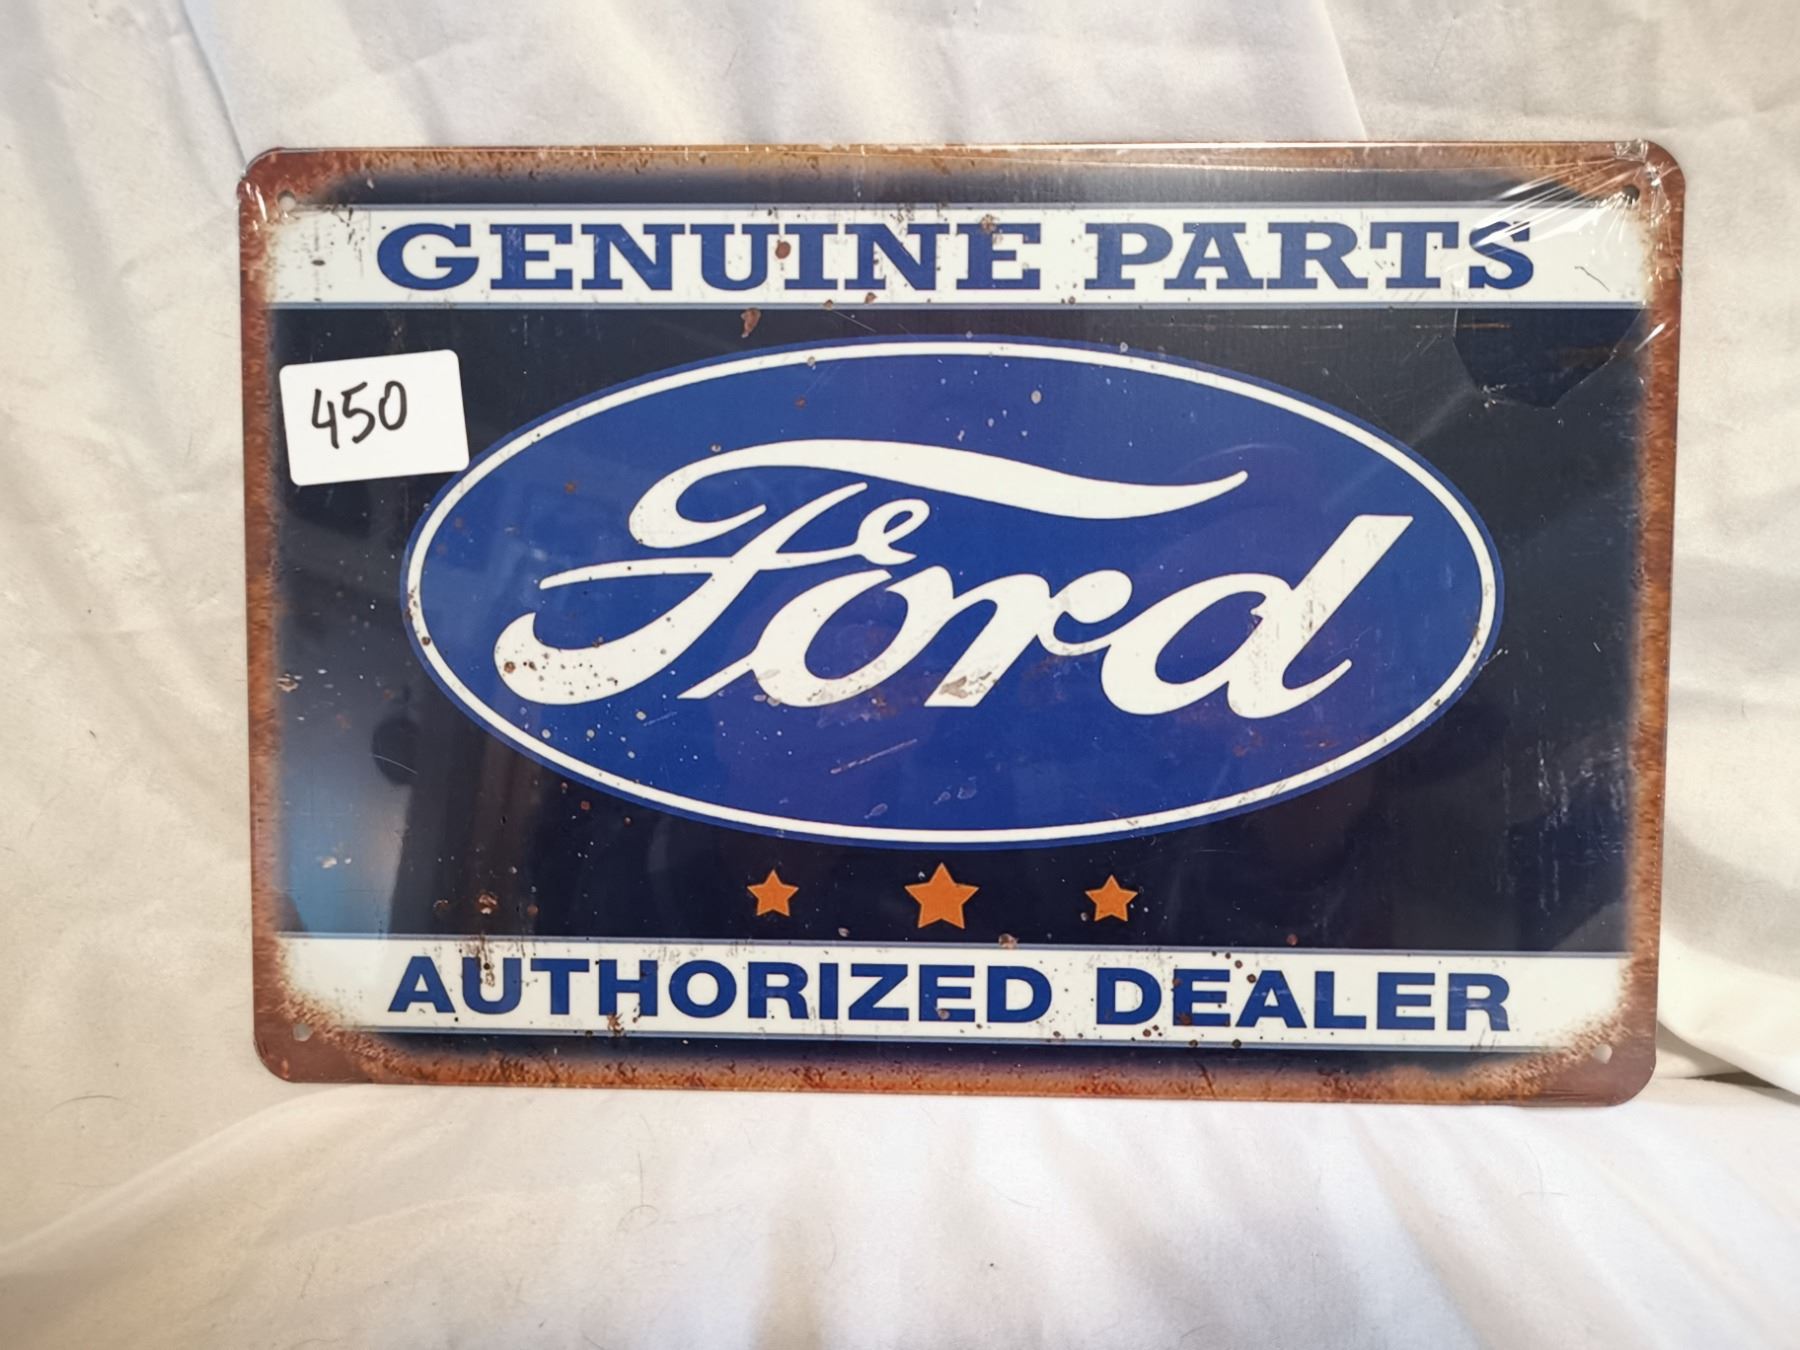 GENUINE PARTS
450
Ford
AUTHORIZED DEALER